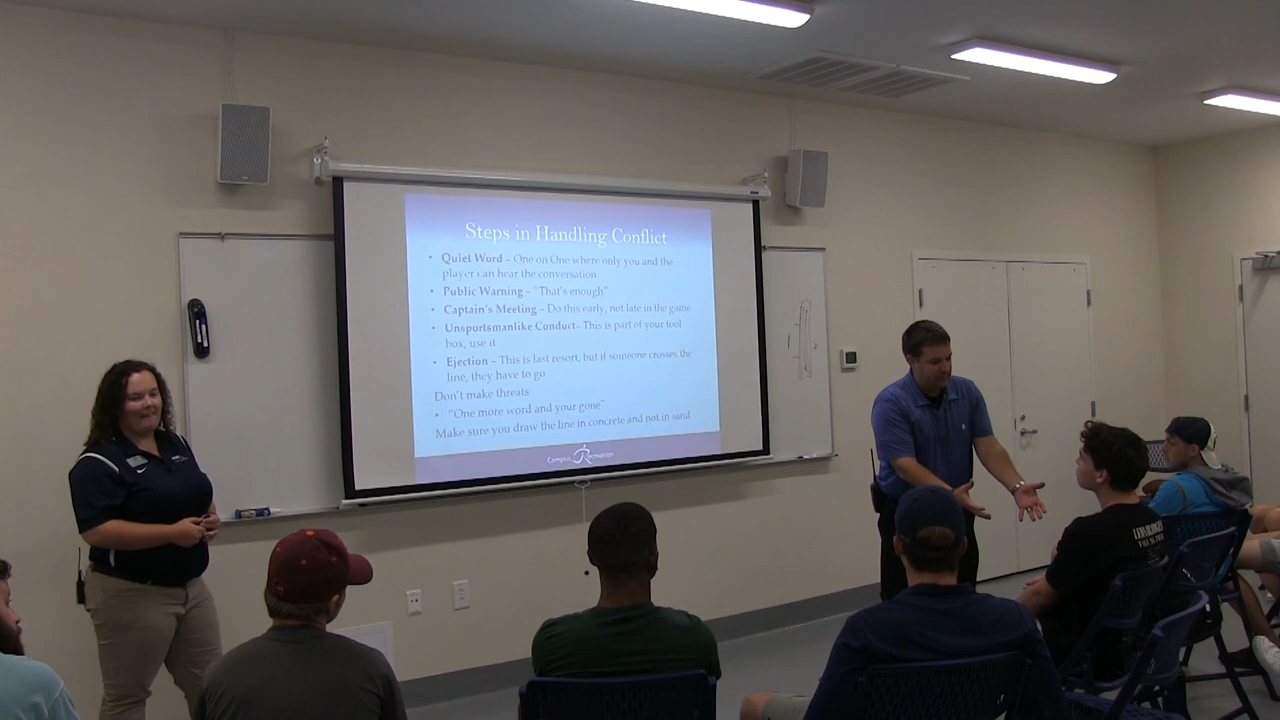 Steps in Handling Conflict
• Quiet Word – One on One where only you and the
player can hear the conversation
• Public Warning – "That's enough"
• Captain's Meeting – Do this early, not late in the game
• Unsportsmanlike Conduct- This is part of your tool
box, use it
• Ejection – This is last resort, but if someone crosses the
line, they have to go
Don't make threats
• "One more word and your gone"
Make sure you draw the line in concrete and not in sand
Campus Recreation